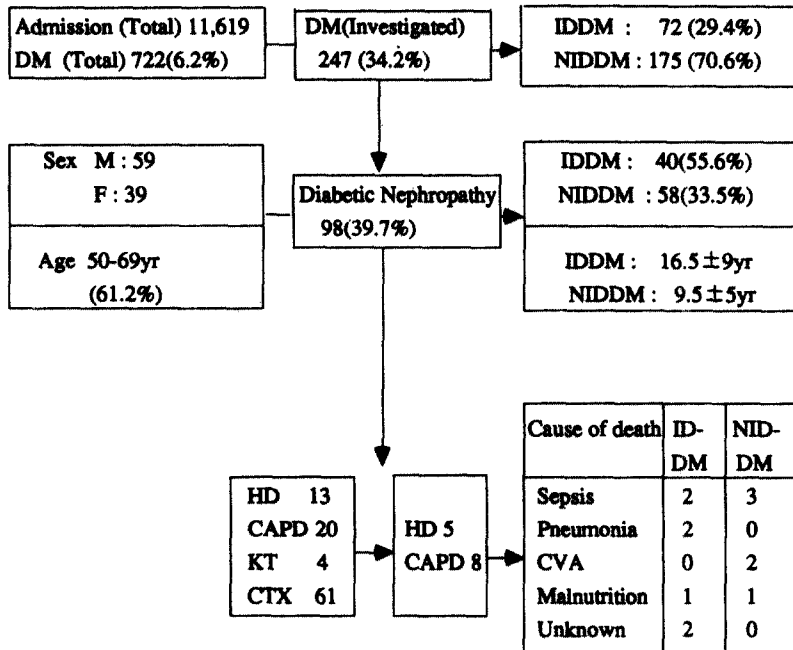 Admission (Total) 11,619
DM (Total) 722(6.2%)
DM(Investigated)
247 (34.2%)
IDDM : 72 (29.4%)
NIDDM : 175 (70.6%)
Sex M : 59
F : 39
Age 50-69yr
(61.2%)
Diabetic Nephropathy
98(39.7%)
IDDM : 40(55.6%)
NIDDM : 58(33.5%)
IDDM : 16.5 ±9yr
NIDDM : 9.5 ±5yr
HD 13
CAPD 20
KT 4
CTX 61
HD 5
CAPD 8
Cause of death ID- NID-
DM DM
Sepsis 2 3
Pneumonia 2 0
CVA 0 2
Malnutrition 1 1
Unknown 2 0